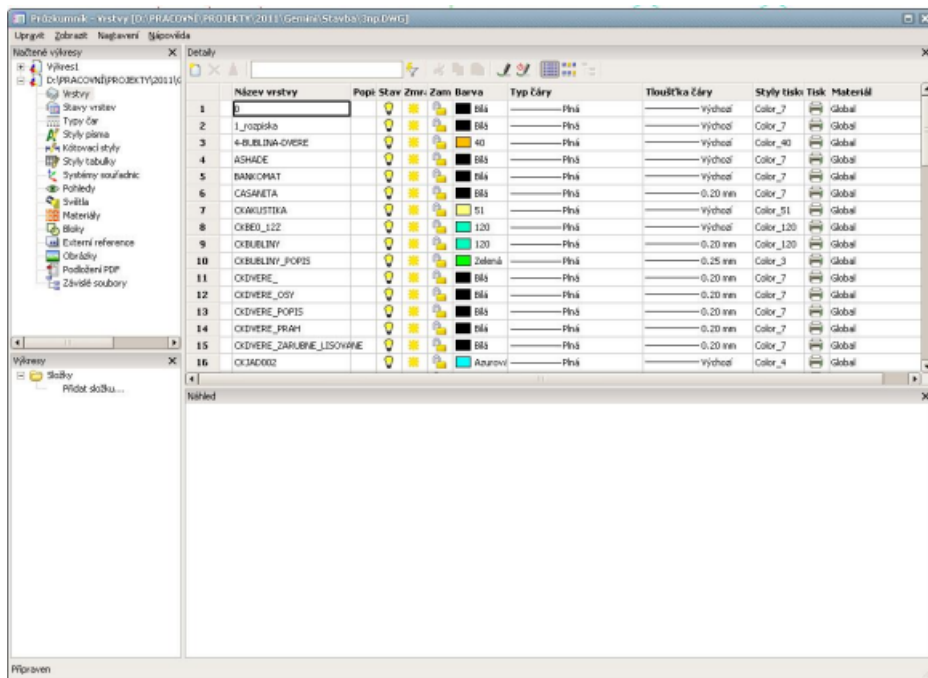 Průzkumník - Vrstvy [D:\PRACOVNÍ\PROJEKTY\2011\Gemini\Stavba\Jnp.DWG]
Upravit Zobrazit Nastavení Nápověda
Načtené výkresy
Výkres1
D:\PRACOVNÍ\PROJEKTY\2011\G
Vrstvy
Stavy vrstev
Typy čar
Styly písma
Kótovací styly
Styly tabulky
Systémy souřadnic
Pohledy
Světla
Materiály
Bloky
Externí reference
Obrázky
Podložení PDF
Závislé soubory
Výkresy
Složky
Přidat složku...
Detaily
Název vrstvy Popi: Stav Zmr: Zam Barva Typ čáry Tloušťka čáry Styly tisku Tisk Materiál
1 0 Bílá Plná Výchozí Color_7 Global
2 1_rozpiska Bílá Plná Výchozí Color_7 Global
3 4-BUBLINA-DVERE 40 Plná Výchozí Color_40 Global
4 ASHADE Bílá Plná Výchozí Color_7 Global
5 BANKOMAT Bílá Plná Výchozí Color_7 Global
6 CASANETA Bílá Plná 0.20 mm Color_7 Global
7 CKAKUSTIKA 51 Plná Výchozí Color_51 Global
8 CKBE0_122 120 Plná Výchozí Color_120 Global
9 CKBUBLINY 120 Plná 0.20 mm Color_120 Global
10 CKBUBLINY_POPIS Zelená Plná 0.25 mm Color_3 Global
11 CKDVERE_ Bílá Plná 0.20 mm Color_7 Global
12 CKDVERE_OSY Bílá Plná 0.20 mm Color_7 Global
13 CKDVERE_POPIS Bílá Plná 0.20 mm Color_7 Global
14 CKDVERE_PRAH Bílá Plná 0.20 mm Color_7 Global
15 CKDVERE_ZARUBNE_LISOVANE Bílá Plná 0.20 mm Color_7 Global
16 CKJAD002 Azurová Plná Výchozí Color_4 Global
Náhled
Připraven